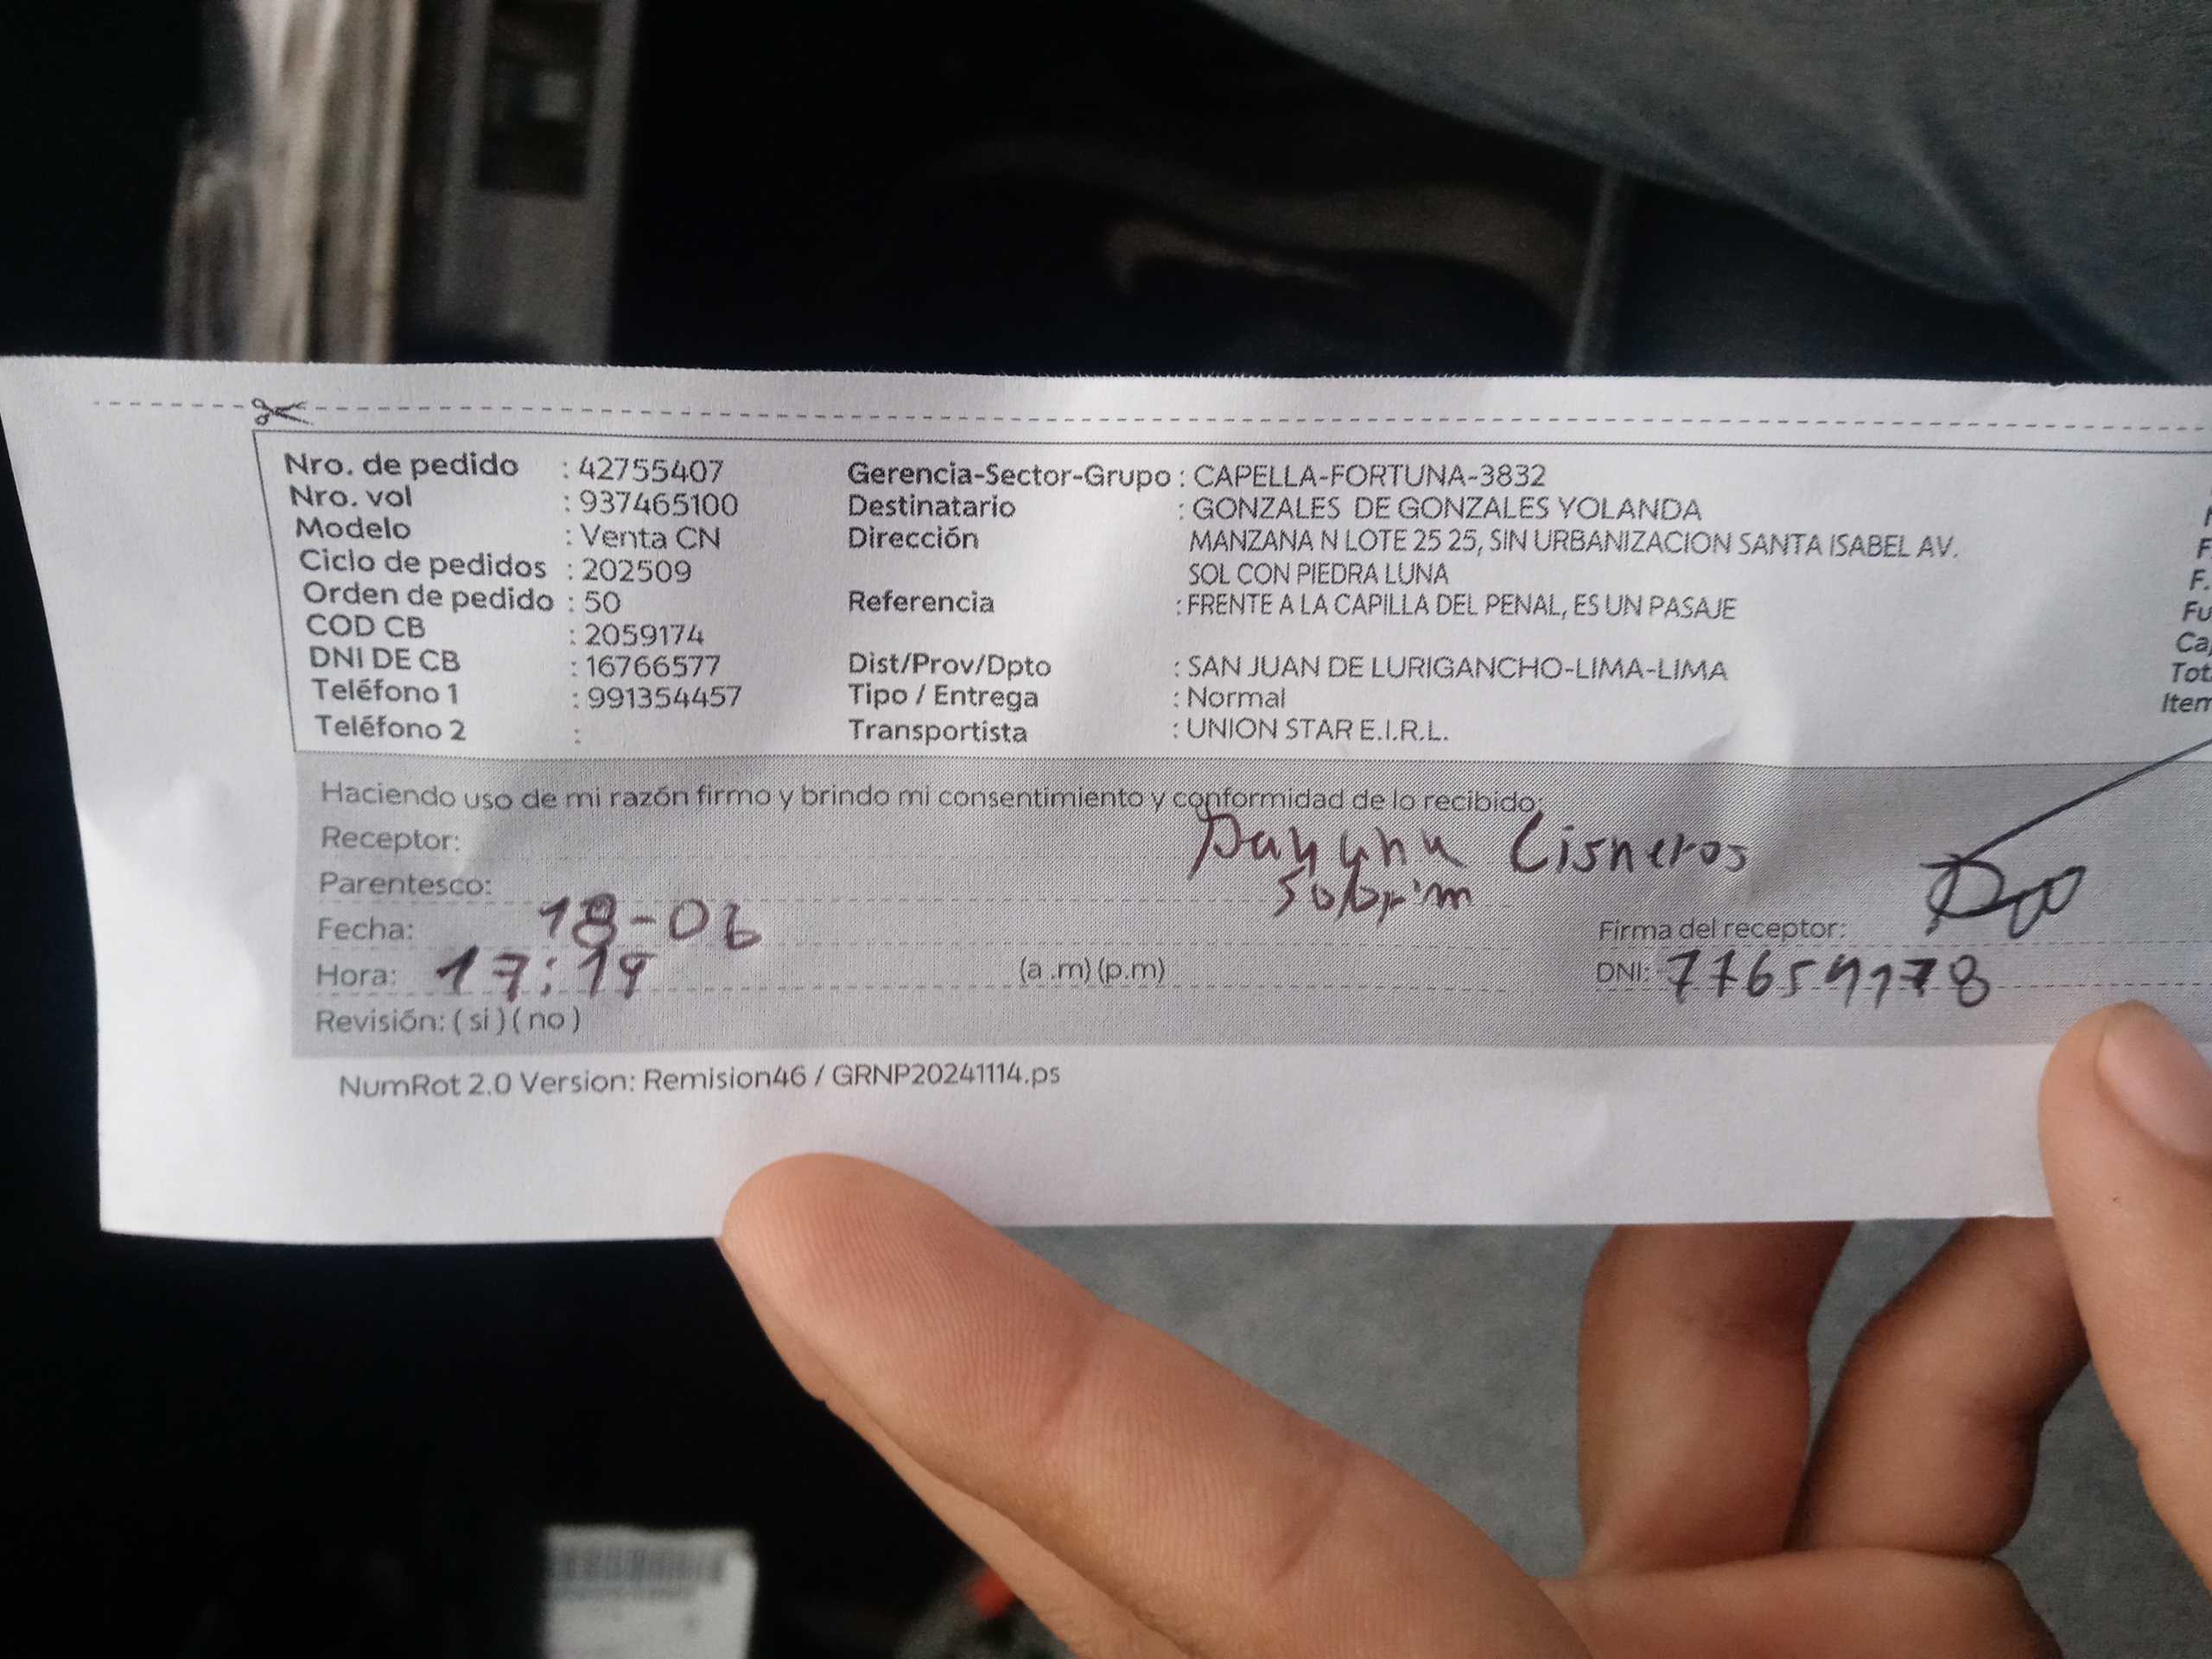 Nro. de pedido : 42755407
Nro. vol : 937465100
Modelo : Venta CN
Ciclo de pedidos : 202509
Orden de pedido : 50
COD CB : 2059174
DNI DE CB : 16766577
Teléfono 1 : 991354457
Teléfono 2 :
Gerencia-Sector-Grupo : CAPELLA-FORTUNA-3832
Destinatario : GONZALES DE GONZALES YOLANDA
Dirección MANZANA N LOTE 25 25, SIN URBANIZACION SANTA ISABEL AV.
SOL CON PIEDRA LUNA
Referencia : FRENTE A LA CAPILLA DEL PENAL, ES UN PASAJE
Dist/Prov/Dpto : SAN JUAN DE LURIGANCHO-LIMA-LIMA
Tipo / Entrega : Normal
Transportista : UNION STAR E.I.R.L.
F.
Item
Haciendo uso de mi razón firmo y brindo mi consentimiento y conformidad de lo recibido:
Receptor: Cisneros
Parentesco:
Fecha: 18-06
Hora: 17:19 (a .m) (p.m)
Revisión: ( si ) ( no )
Firma del receptor:
DNI:
NumRot 2.0 Version: Remision46 / GRNP20241114.ps